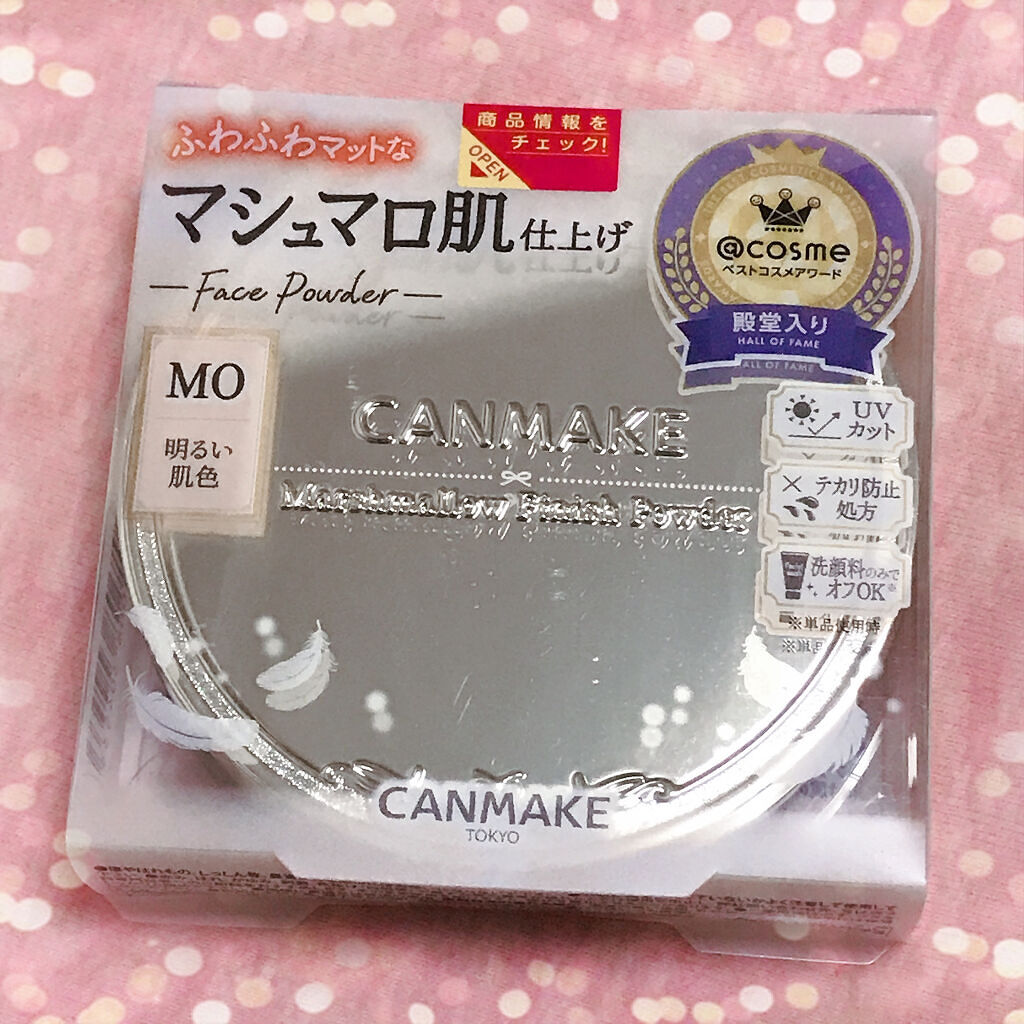 ふわふわマットな
商品情報を
チェック!
OPEN
マシュマロ肌仕上げ
Face Powder
@cosme
ベストコスメアワード
殿堂入り
HALL OF FAME
MO
明るい
肌色
CANMAKE
Marshmallow Finish Powder
UV
カット
テカリ防止
処方
洗顔料のみで
オフOK※
※単品使用時
CANMAKE
TOKYO